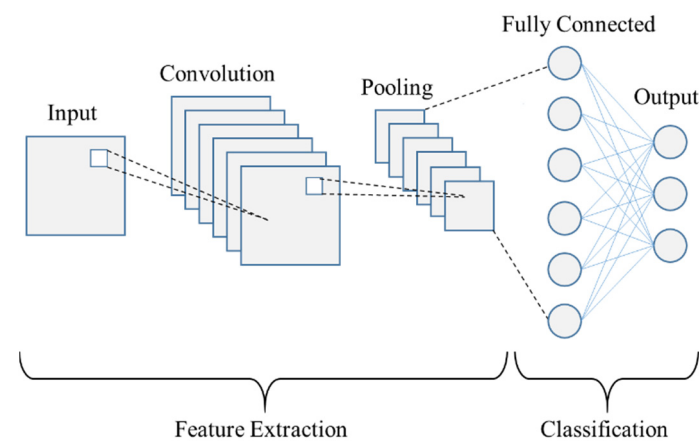 Fully Connected
Convolution
Pooling
Output
Input
Feature Extraction
Classification